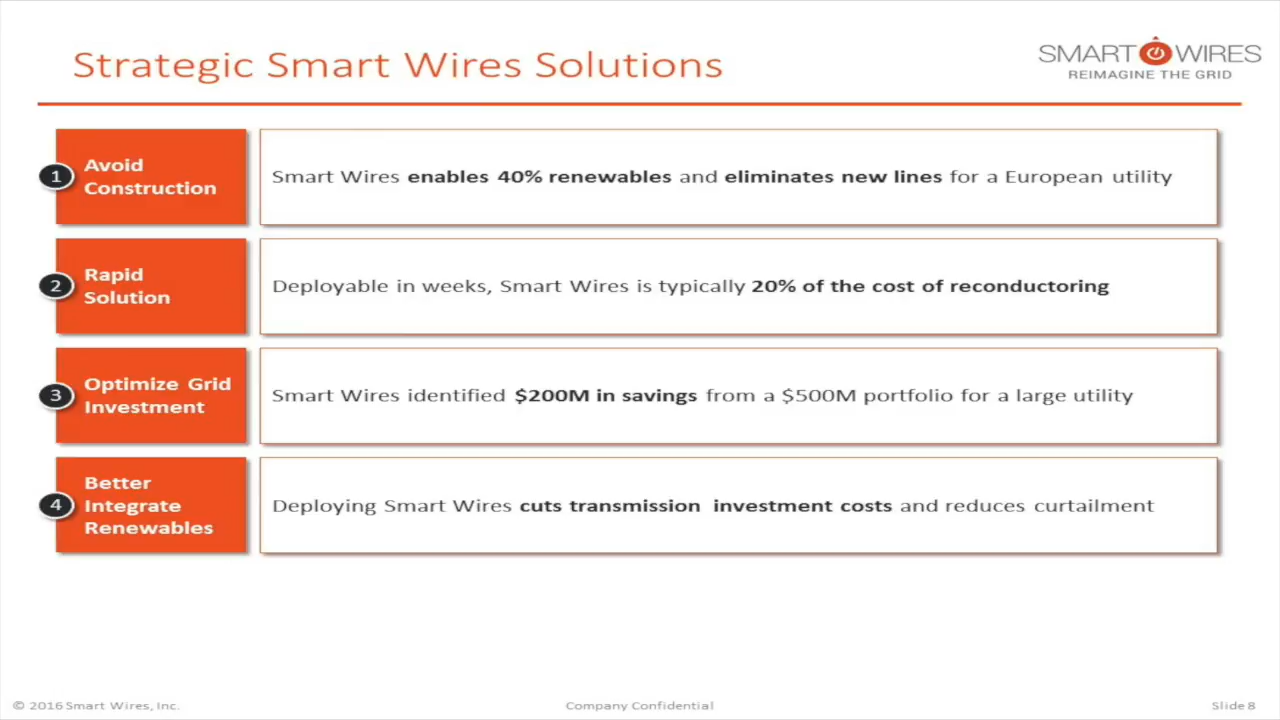 Strategic Smart Wires Solutions
SMART WIRES
REIMAGINE THE GRID
1
Avoid
Construction
Smart Wires enables 40% renewables and eliminates new lines for a European utility
2
Rapid
Solution
Deployable in weeks, Smart Wires is typically 20% of the cost of reconductoring
3
Optimize Grid
Investment
Smart Wires identified $200M in savings from a $500M portfolio for a large utility
4
Better
Integrate
Renewables
Deploying Smart Wires cuts transmission investment costs and reduces curtailment
© 2016 Smart Wires, Inc.
Company Confidential
Slide 8